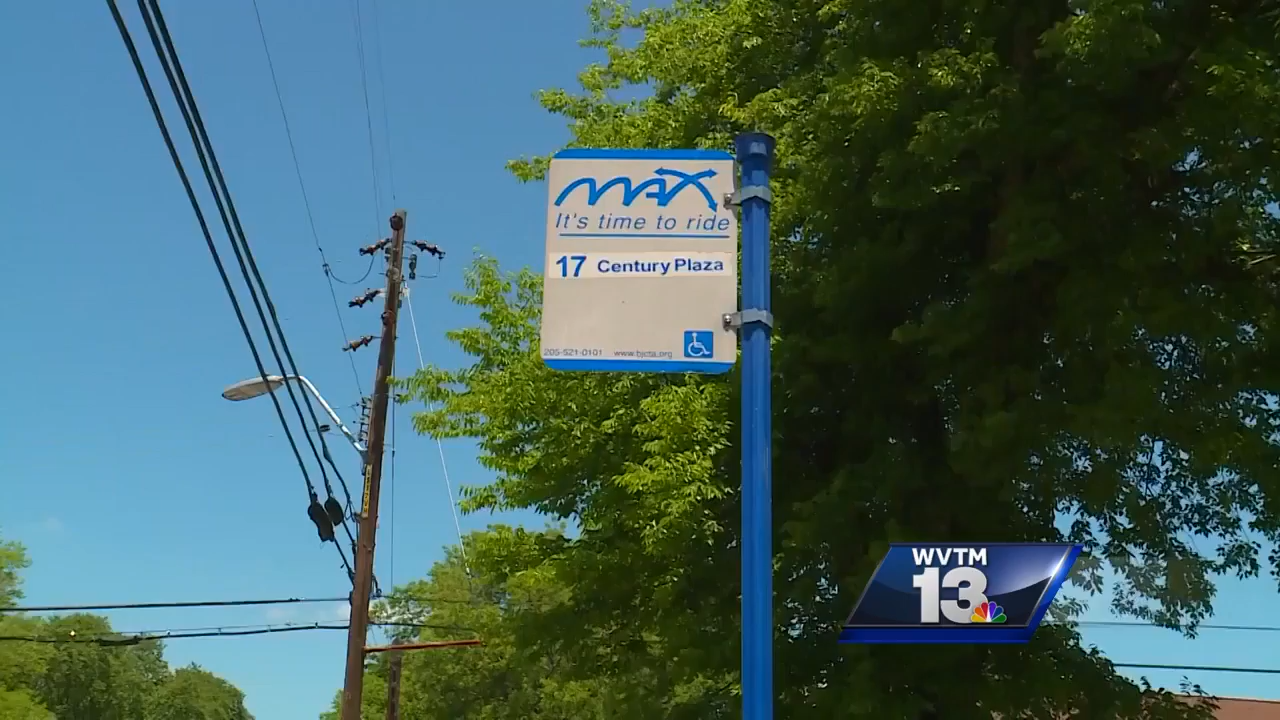 MAX
It's time to ride
17 Century Plaza
205-521-0101 www.bjcta.org
WVTM
13